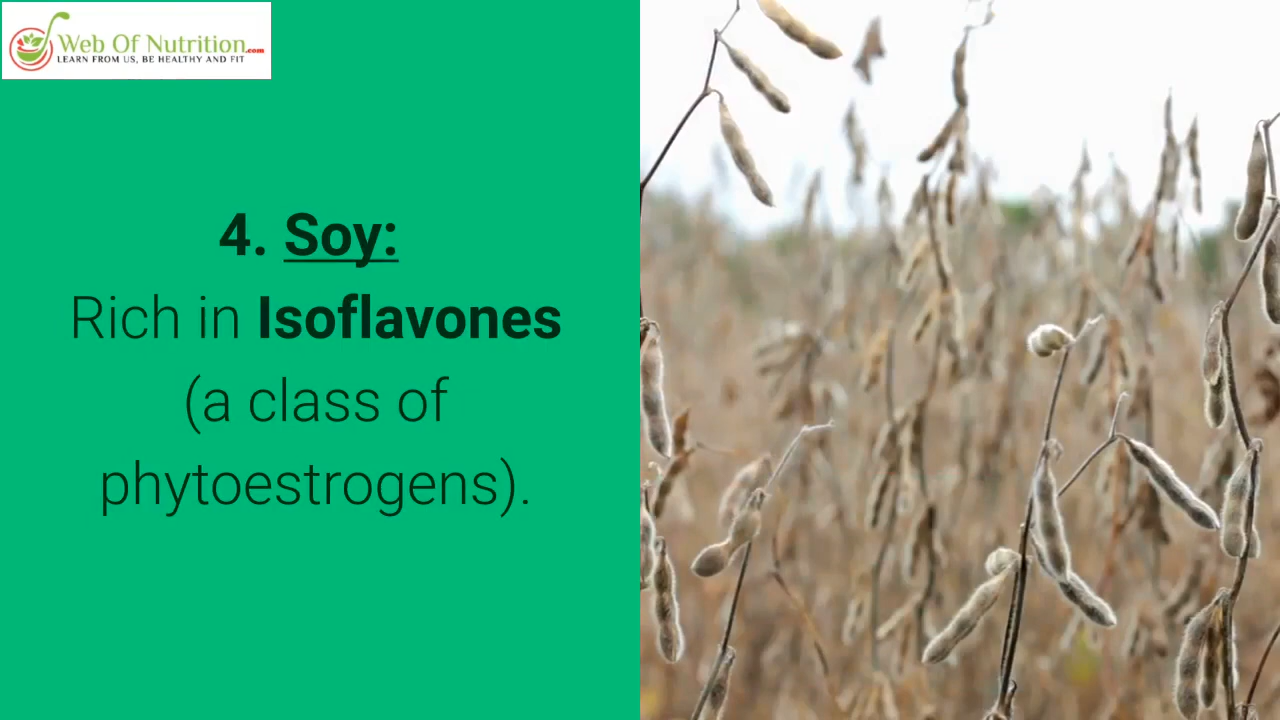 Web Of Nutrition.com
LEARN FROM US, BE HEALTHY AND FIT
4. Soy:
Rich in Isoflavones
(a class of
phytoestrogens).